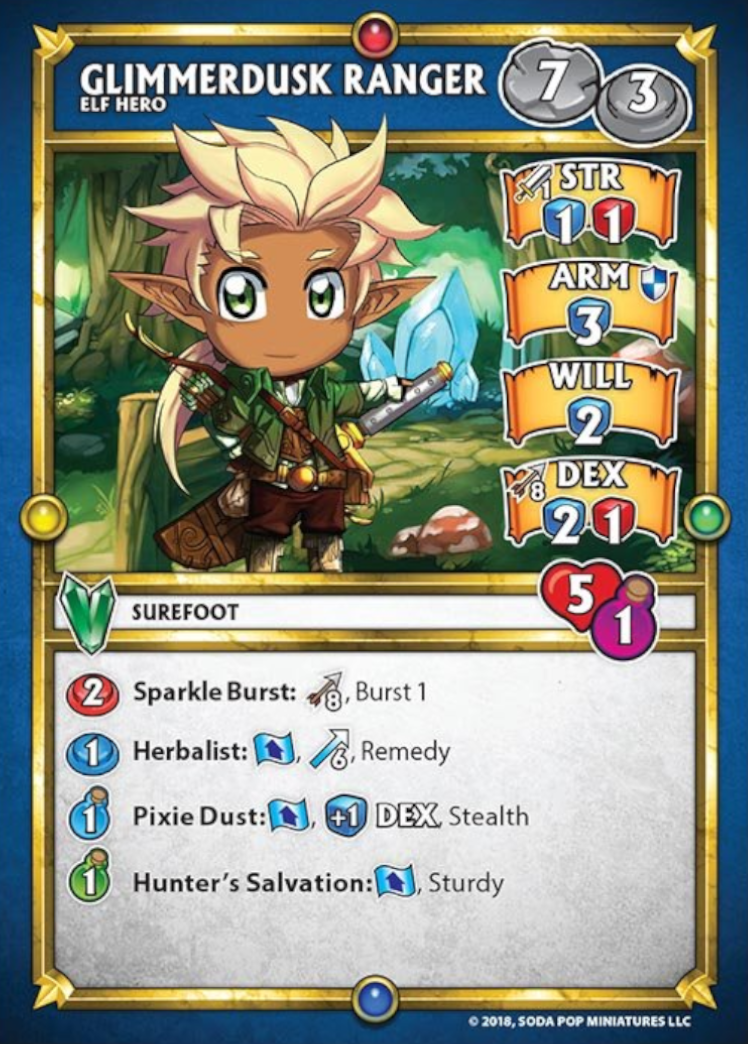 GLIMMERDUSK RANGER
ELF HERO
7 3
STR
1 1
ARM
3
WILL
2
8 DEX
2 1
5
1
SUREFOOT
2 Sparkle Burst: 8, Burst 1
1 Herbalist: , 6, Remedy
1 Pixie Dust: , +1 DEX, Stealth
1 Hunter's Salvation: , Sturdy
© 2018, SODA POP MINIATURES LLC